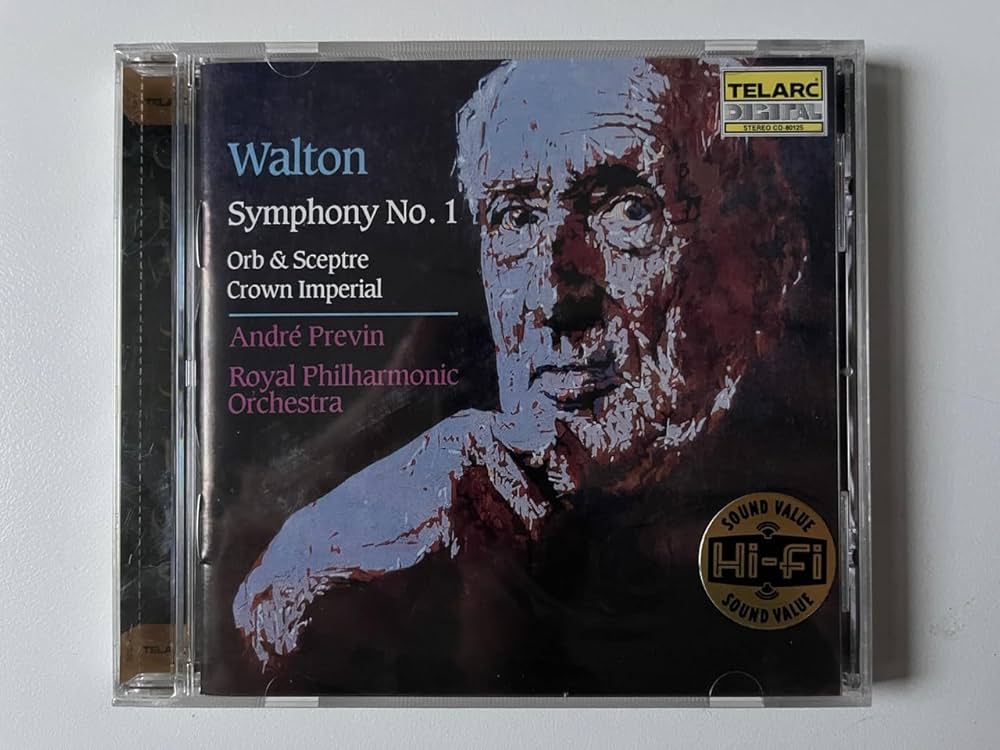 TELARC
DIGITAL
STEREO CD-80125
Walton
Symphony No. 1
Orb & Sceptre
Crown Imperial
André Previn
Royal Philharmonic
Orchestra
SOUND VALUE
Hi-Fi
SOUND VALUE